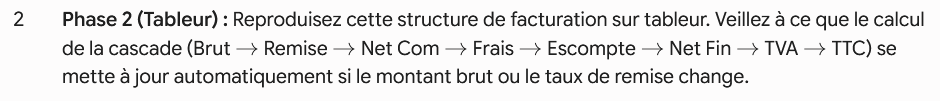 2 Phase 2 (Tableur) : Reproduisez cette structure de facturation sur tableur. Veillez à ce que le calcul
de la cascade (Brut → Remise → Net Com → Frais → Escompte → Net Fin → TVA → TTC) se
mette à jour automatiquement si le montant brut ou le taux de remise change.